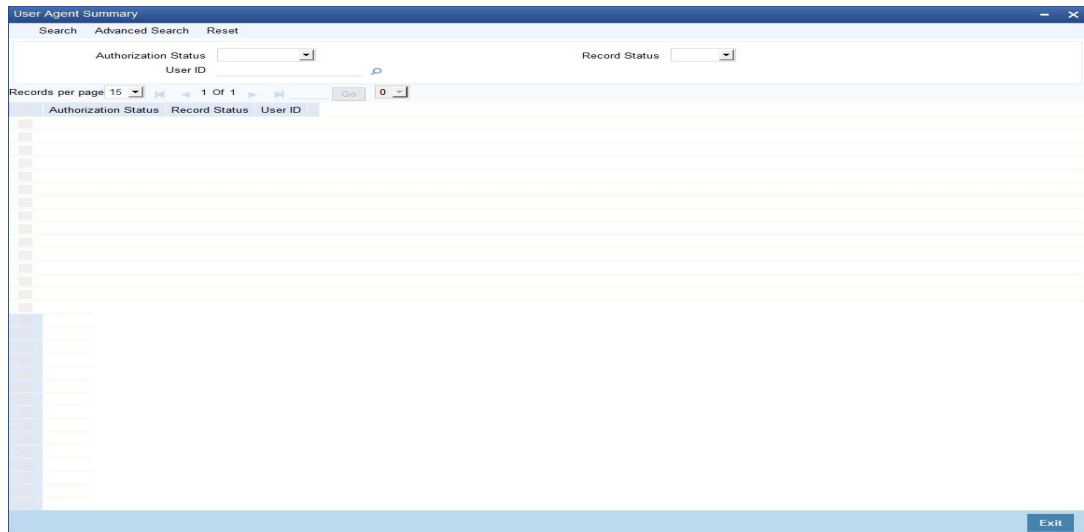 User Agent Summary
Search Advanced Search Reset
Authorization Status Record Status
User ID
Records per page 15 1 Of 1 Go 0
Authorization Status Record Status User ID
Exit